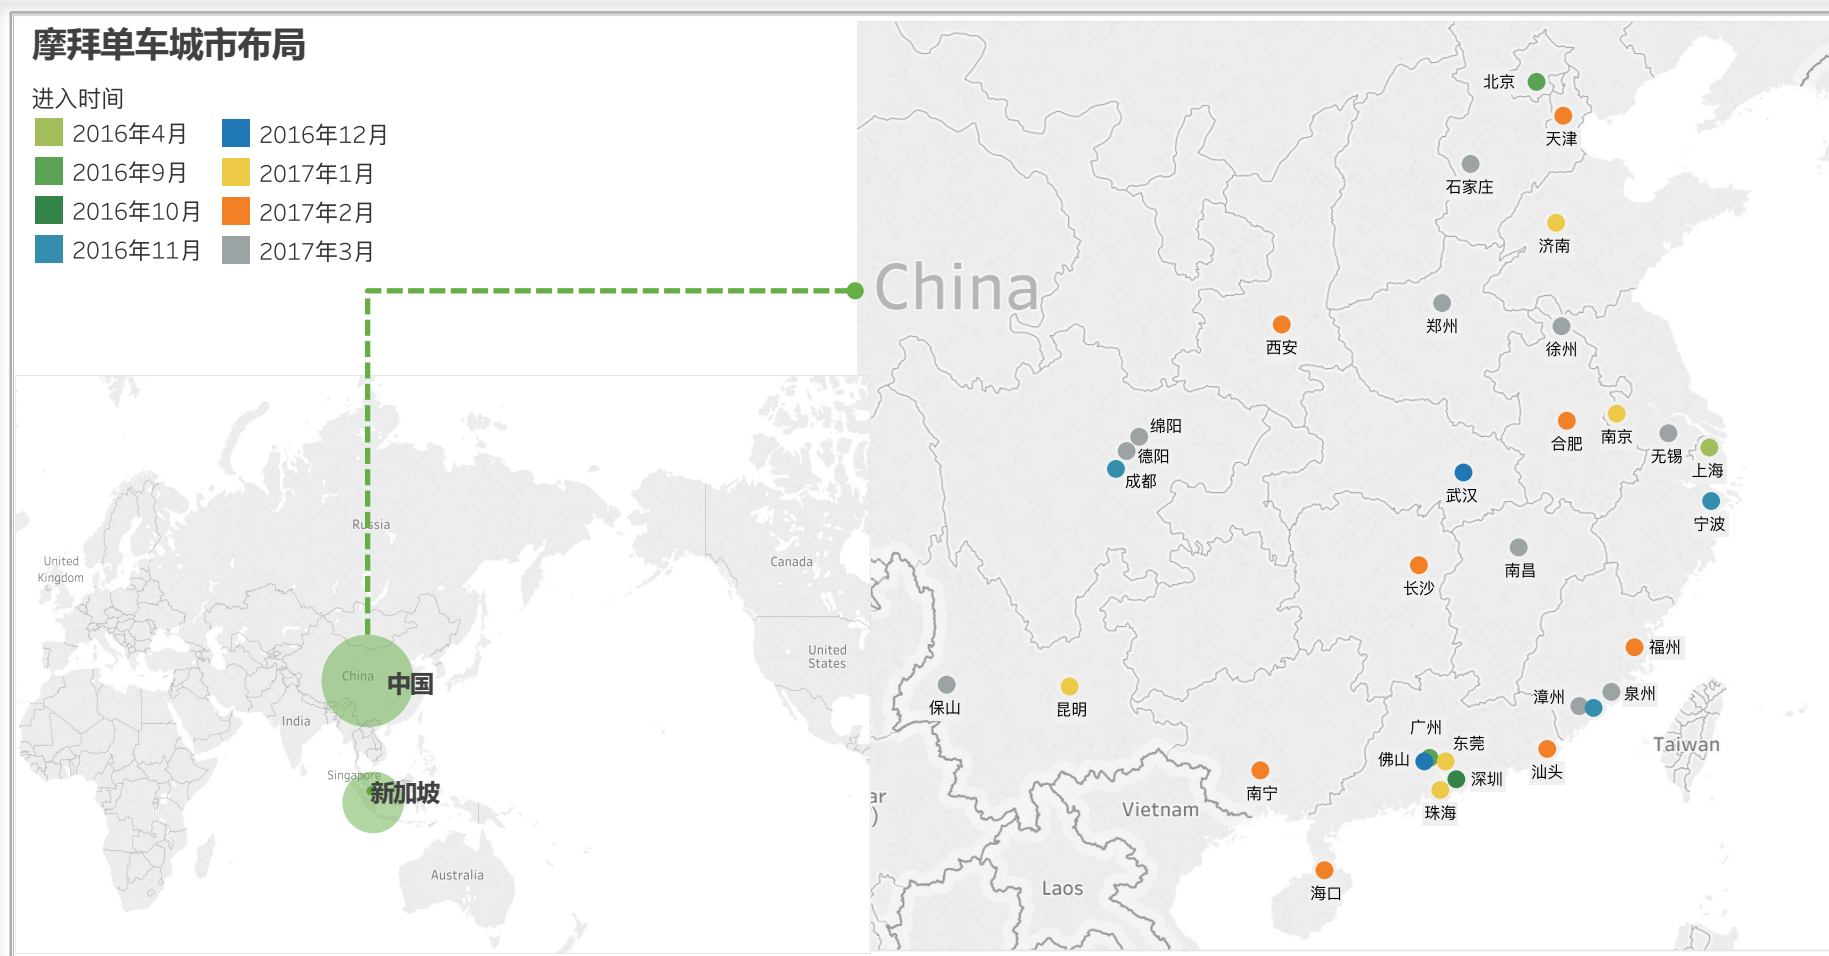 摩拜单车城市布局
进入时间
2016年4月
2016年9月
2016年10月
2016年11月
2016年12月
2017年1月
2017年2月
2017年3月
Russia
United
Kingdom
Canada
United
States
China
中国
India
Singapore
新加坡
Australia
China
北京
天津
石家庄
济南
郑州
徐州
西安
绵阳
德阳
成都
合肥
南京
无锡
上海
武汉
宁波
南昌
长沙
福州
保山
昆明
漳州
泉州
广州
东莞
佛山
深圳
珠海
汕头
南宁
海口
Taiwan
Vietnam
Laos
ar
)